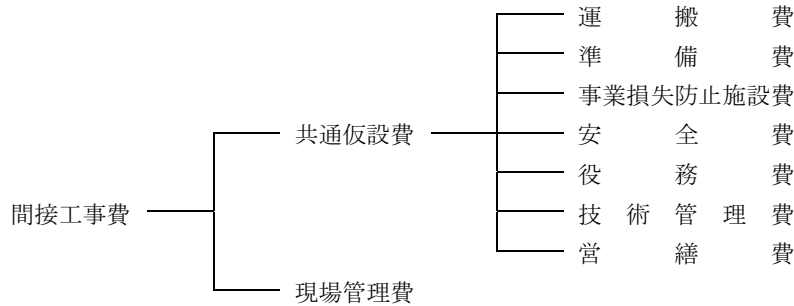 運搬費
準備費
事業損失防止施設費
共通仮設費
安全費
役務費
間接工事費
技術管理費
営繕費
現場管理費